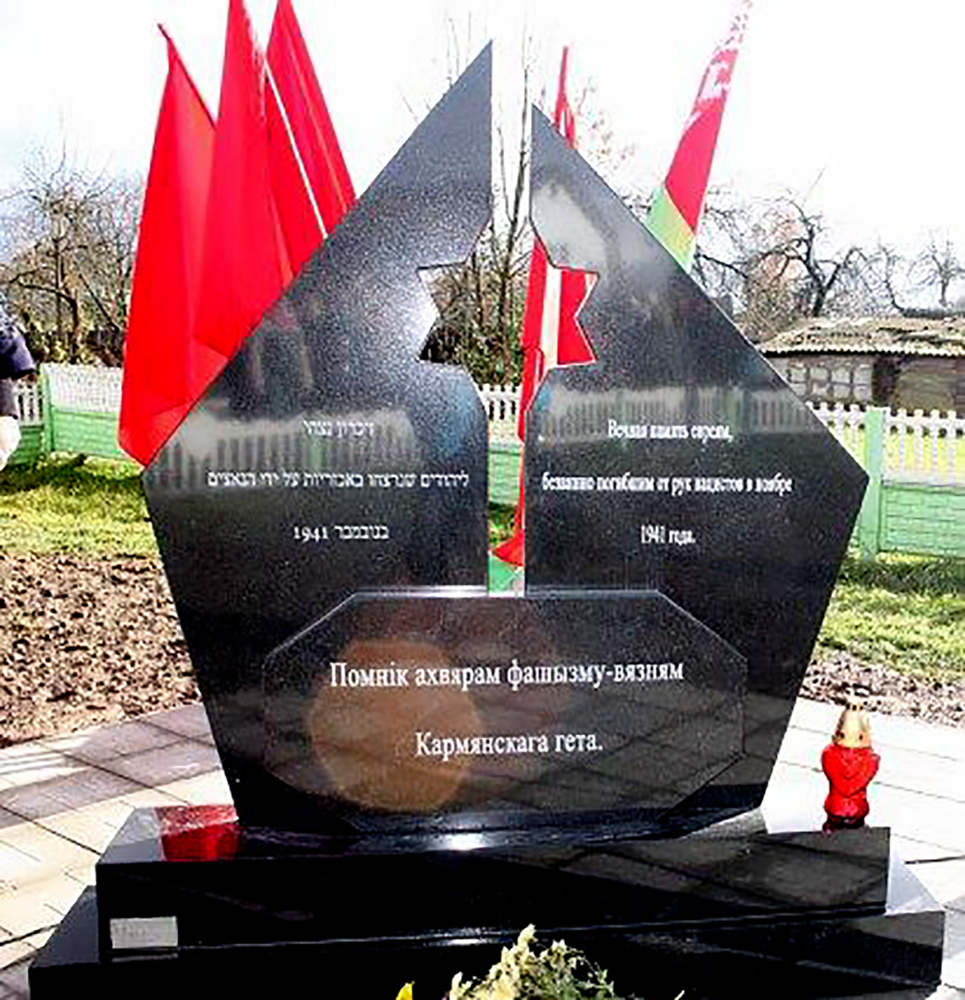 זיכרון נצחי
ליהודים שנרצחו באכזריות על ידי הנאצים
בנובמבר 1941
Вечная память евреям,
безвинно погибшим от рук нацистов в ноябре
1941 года.
Помнік ахвярам фашызму-вязням
Кармянскага гета.